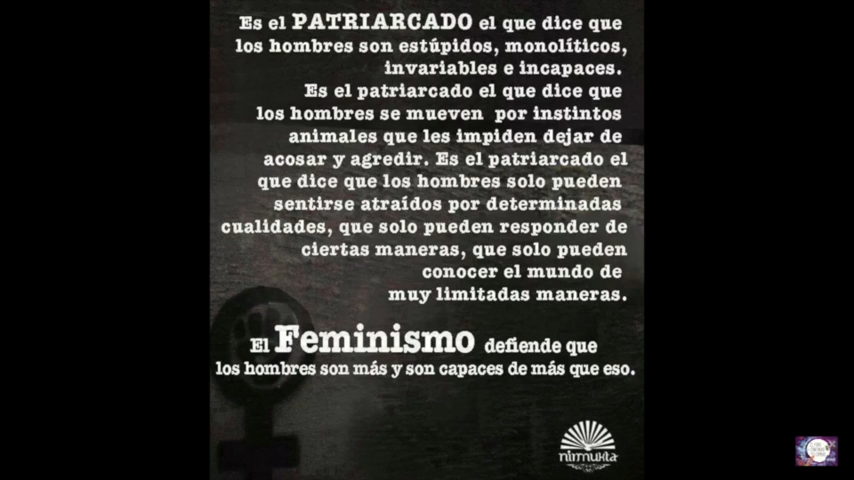 Es el PATRIARCADO el que dice que
los hombres son estúpidos, monolíticos,
invariables e incapaces.
Es el patriarcado el que dice que
los hombres se mueven por instintos
animales que les impiden dejar de
acosar y agredir. Es el patriarcado el
que dice que los hombres solo pueden
sentirse atraídos por determinadas
cualidades, que solo pueden responder de
ciertas maneras, que solo pueden
conocer el mundo de
muy limitadas maneras.
El Feminismo defiende que
los hombres son más y son capaces de más que eso.
nirmukta